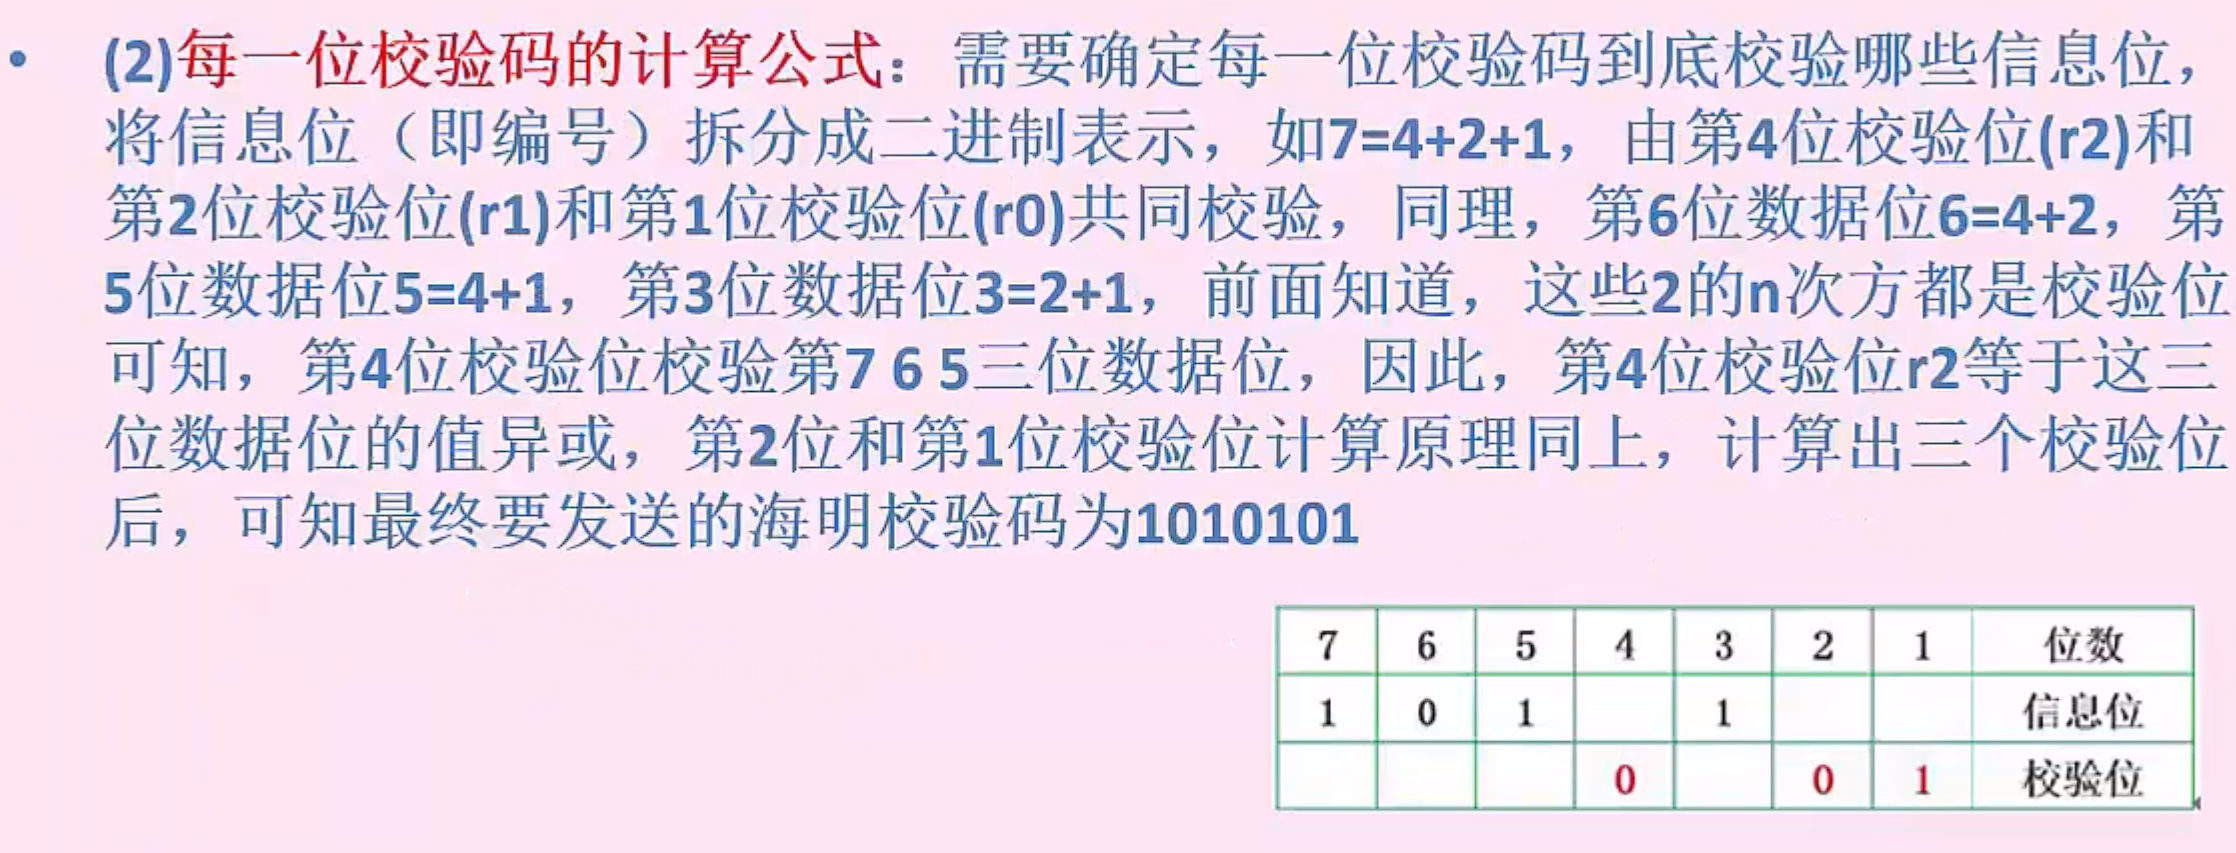 • (2)每一位校验码的计算公式：需要确定每一位校验码到底校验哪些信息位，
将信息位（即编号）拆分成二进制表示，如7=4+2+1，由第4位校验位(r2)和
第2位校验位(r1)和第1位校验位(r0)共同校验，同理，第6位数据位6=4+2，第
5位数据位5=4+1，第3位数据位3=2+1，前面知道，这些2的n次方都是校验位
可知，第4位校验位校验第7 6 5三位数据位，因此，第4位校验位r2等于这三
位数据位的值异或，第2位和第1位校验位计算原理同上，计算出三个校验位
后，可知最终要发送的海明校验码为1010101
7 6 5 4 3 2 1 位数
1 0 1 1 信息位
0 0 1 校验位